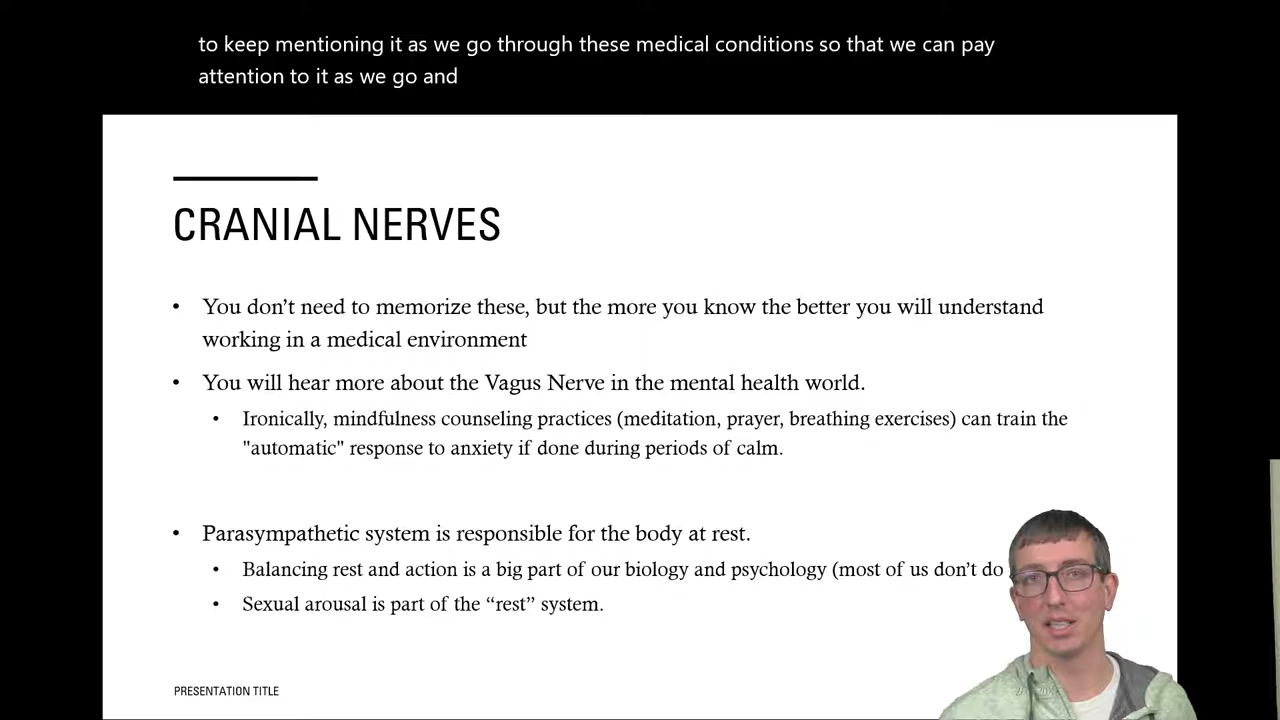 to keep mentioning it as we go through these medical conditions so that we can pay
attention to it as we go and
CRANIAL NERVES
• You don’t need to memorize these, but the more you know the better you will understand
working in a medical environment
• You will hear more about the Vagus Nerve in the mental health world.
• Ironically, mindfulness counseling practices (meditation, prayer, breathing exercises) can train the
"automatic" response to anxiety if done during periods of calm.
• Parasympathetic system is responsible for the body at rest.
• Balancing rest and action is a big part of our biology and psychology (most of us don’t do
• Sexual arousal is part of the “rest” system.
PRESENTATION TITLE